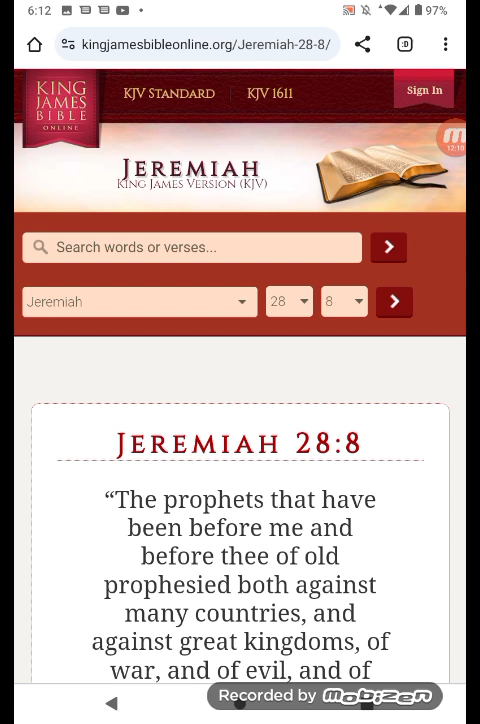 6:12
97%
kingjamesbibleonline.org/Jeremiah-28-8/
:D
KING
JAMES
BIBLE
ONLINE
KJV STANDARD
KJV 1611
Sign In
12:10
JEREMIAH
KING JAMES VERSION (KJV)
Search words or verses...
Jeremiah
28
8
JEREMIAH 28:8
“The prophets that have
been before me and
before thee of old
prophesied both against
many countries, and
against great kingdoms, of
war, and of evil, and of
Recorded by mobizen